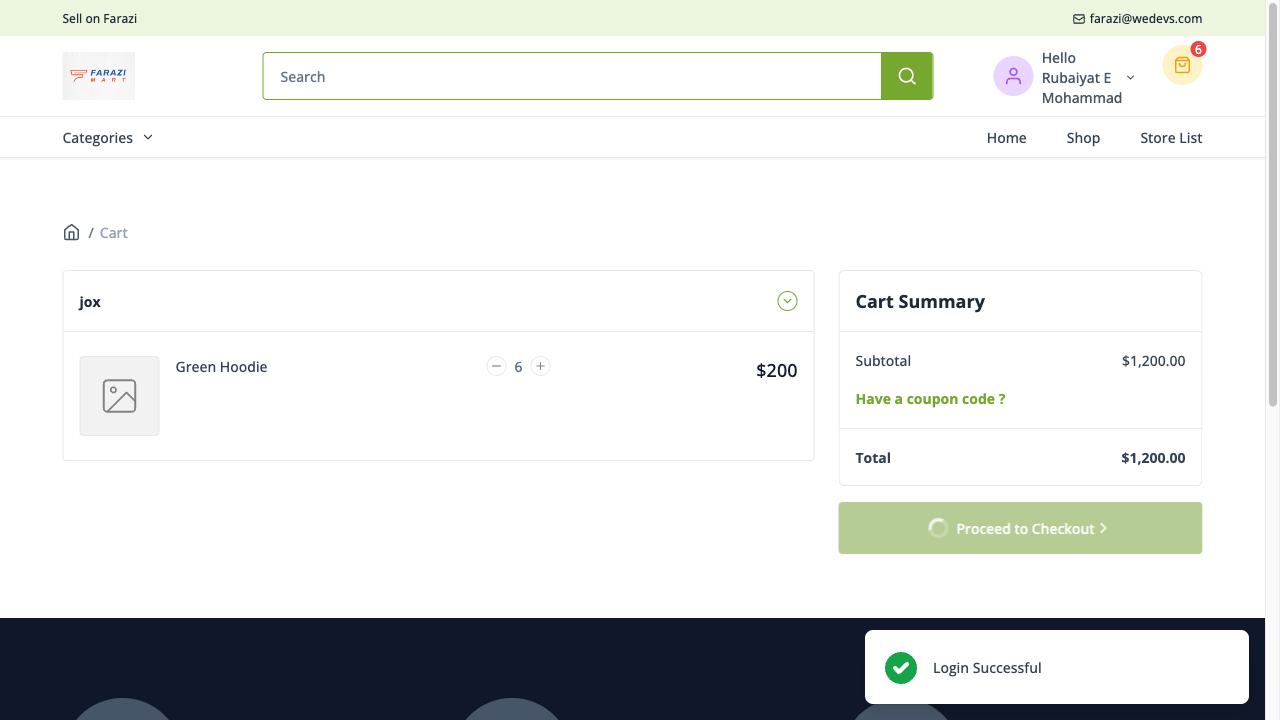 Sell on Farazi
farazi@wedevs.com
FARAZI
MART
Search
Hello
Rubaiyat E
Mohammad
6
Categories
Home
Shop
Store List
/ Cart
jox
Green Hoodie
6
$200
Cart Summary
Subtotal
$1,200.00
Have a coupon code ?
Total
$1,200.00
Proceed to Checkout
Login Successful